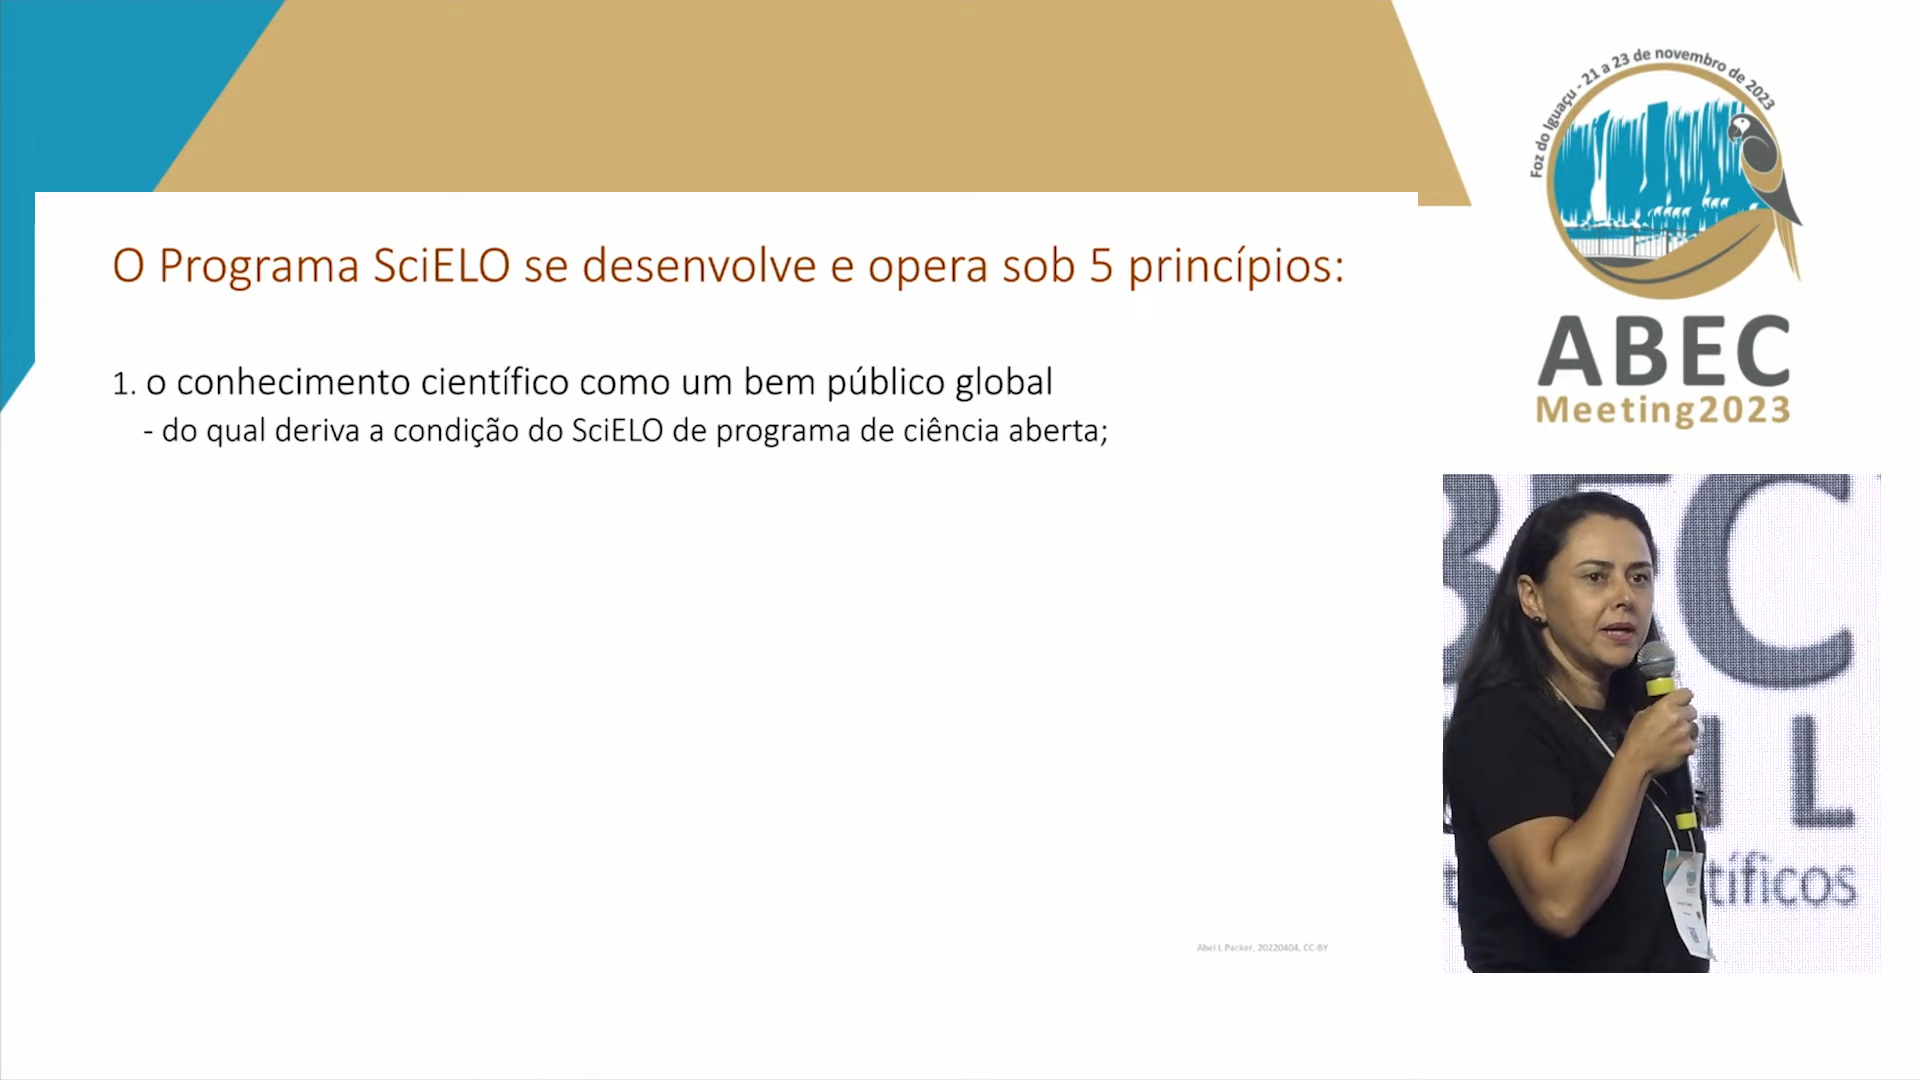 Foz do Iguaçu - 21 a 23 de novembro de 2023
ABEC
Meeting2023
O Programa SciELO se desenvolve e opera sob 5 princípios:
1. o conhecimento científico como um bem público global
- do qual deriva a condição do SciELO de programa de ciência aberta;
BEC
IL
tíficos
Abel L Packer, 20220404, CC-BY